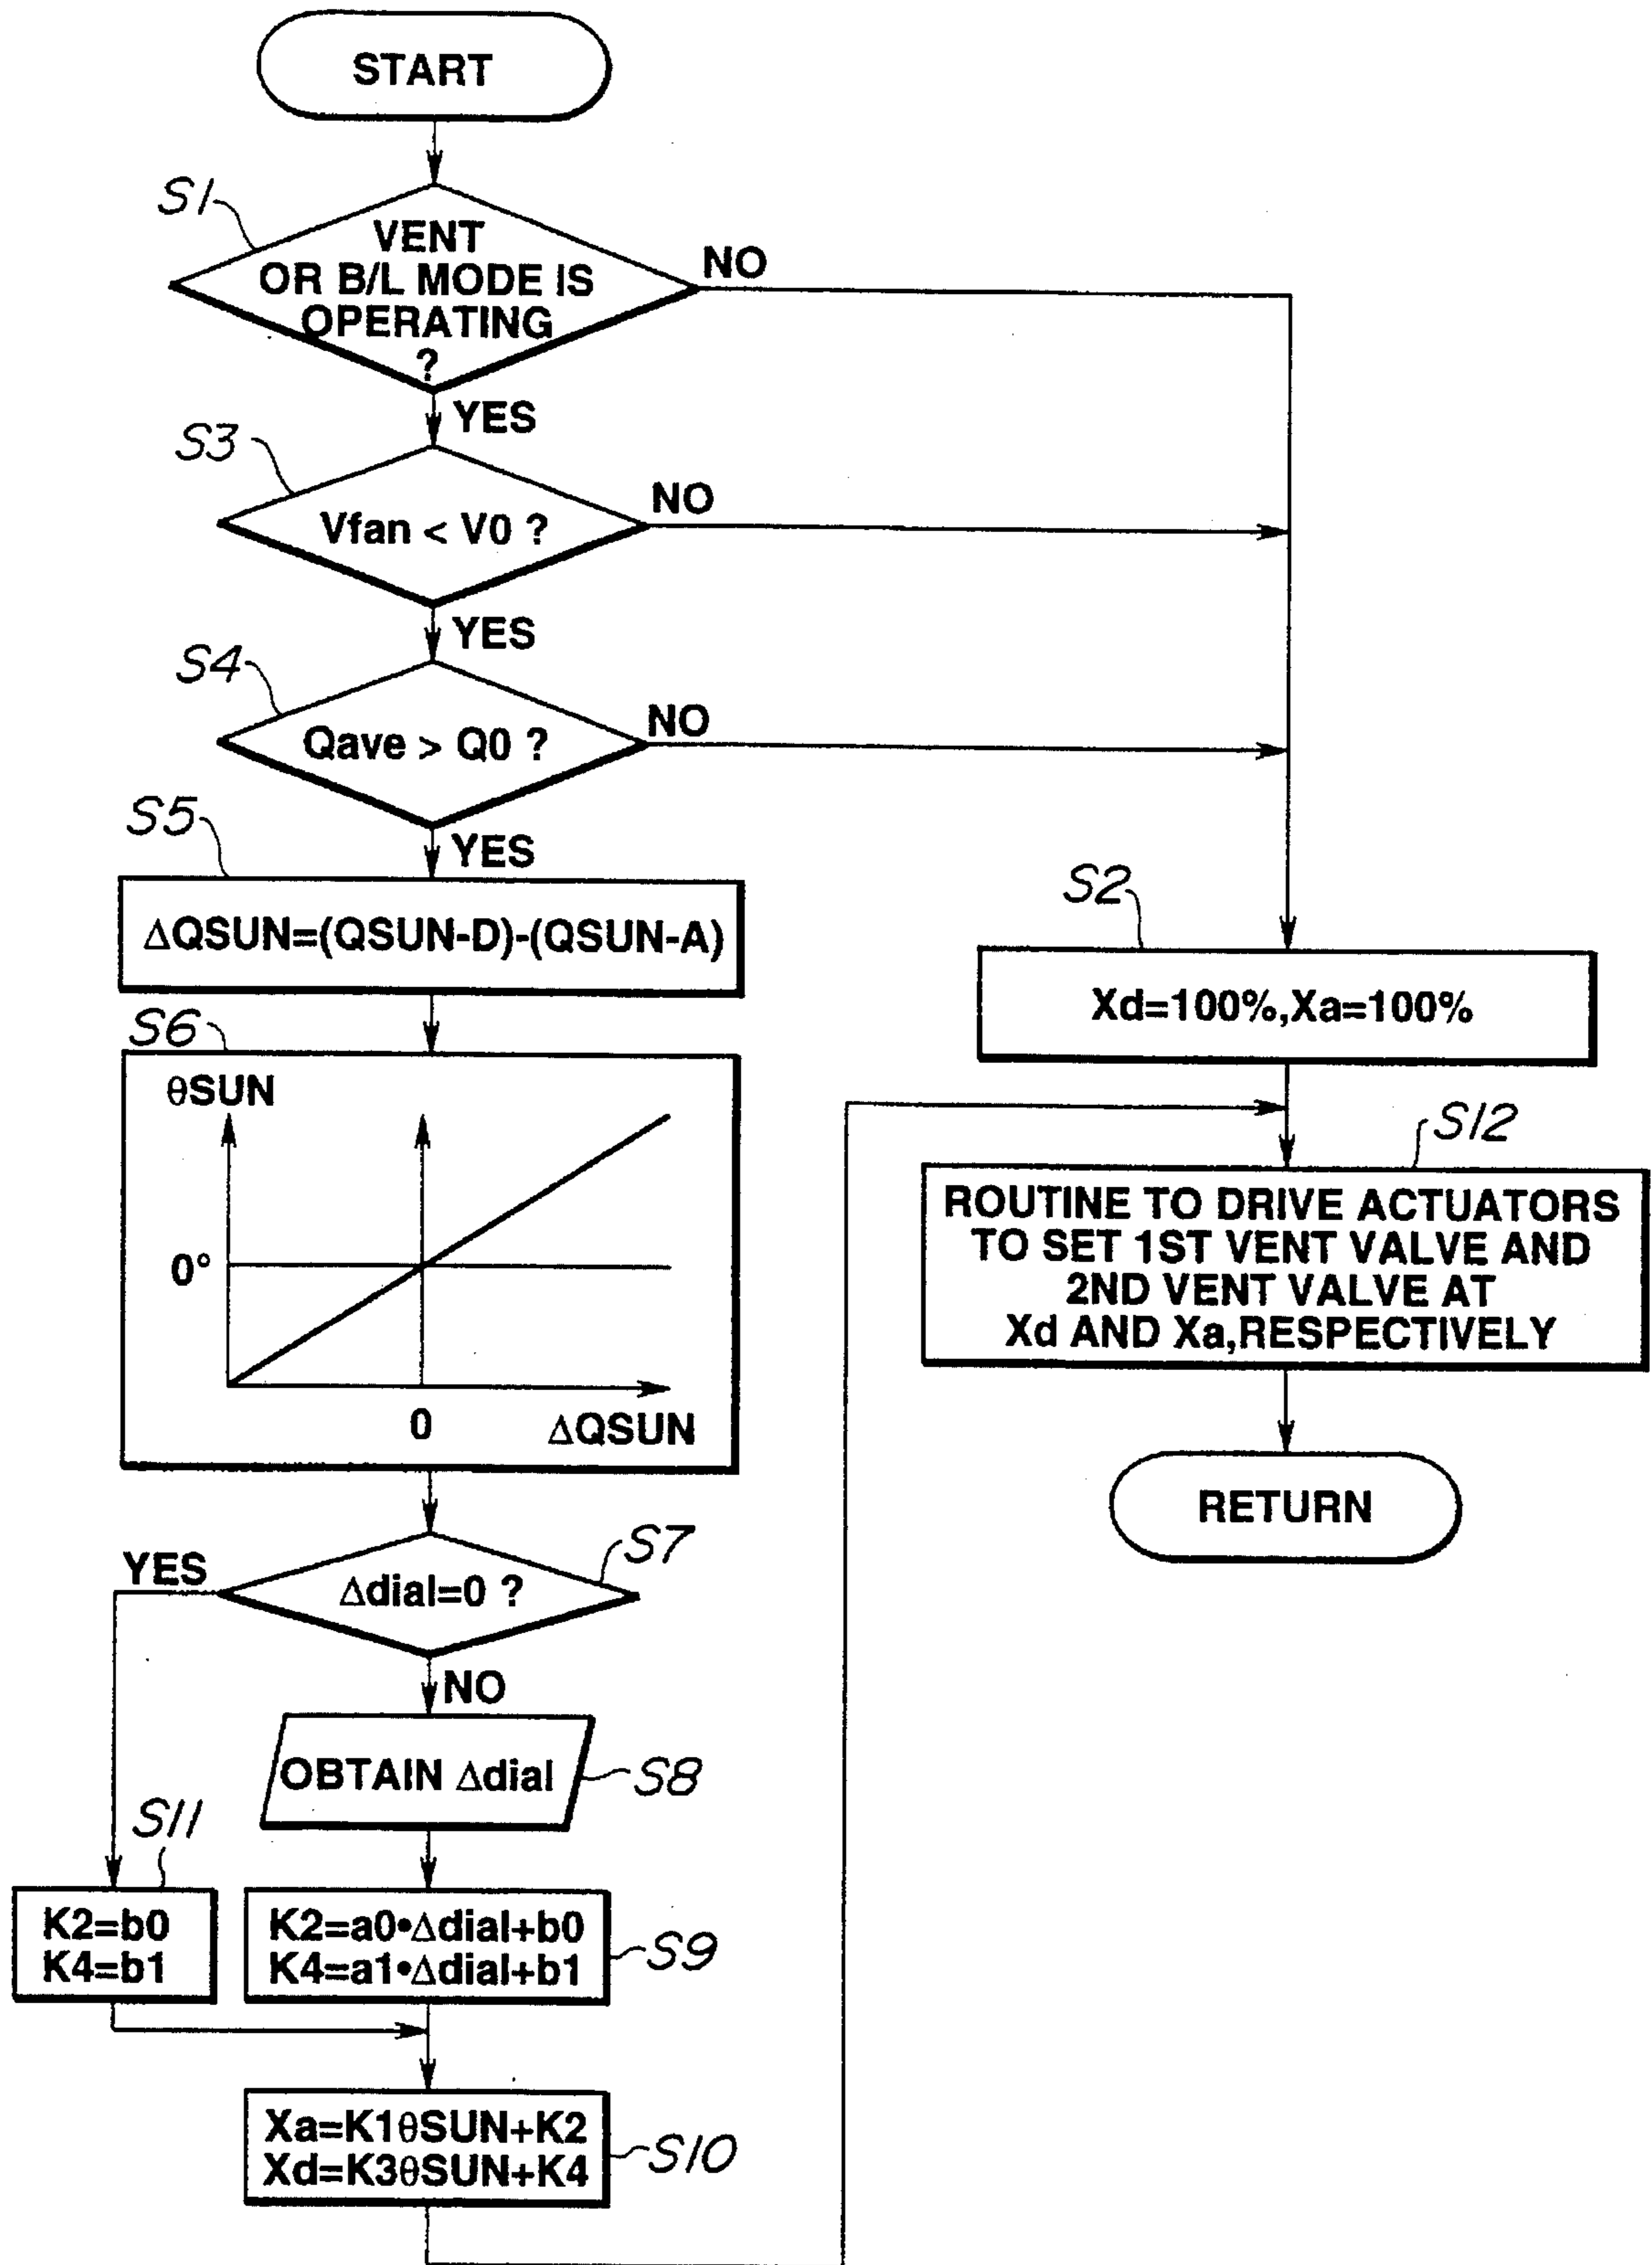 START
S1
VENT
OR B/L MODE IS
OPERATING
?
NO
YES
S3
Vfan < V0 ?
NO
YES
S4
Qave > Q0 ?
NO
YES
S5
ΔQSUN=(QSUN-D)-(QSUN-A)
S6
θSUN
0°
0
ΔQSUN
S7
Δdial=0 ?
YES
NO
OBTAIN Δdial
S8
S11
K2=b0
K4=b1
K2=a0•Δdial+b0
K4=a1•Δdial+b1
S9
Xa=K1θSUN+K2
Xd=K3θSUN+K4
S10
S2
Xd=100%,Xa=100%
S12
ROUTINE TO DRIVE ACTUATORS
TO SET 1ST VENT VALVE AND
2ND VENT VALVE AT
Xd AND Xa,RESPECTIVELY
RETURN